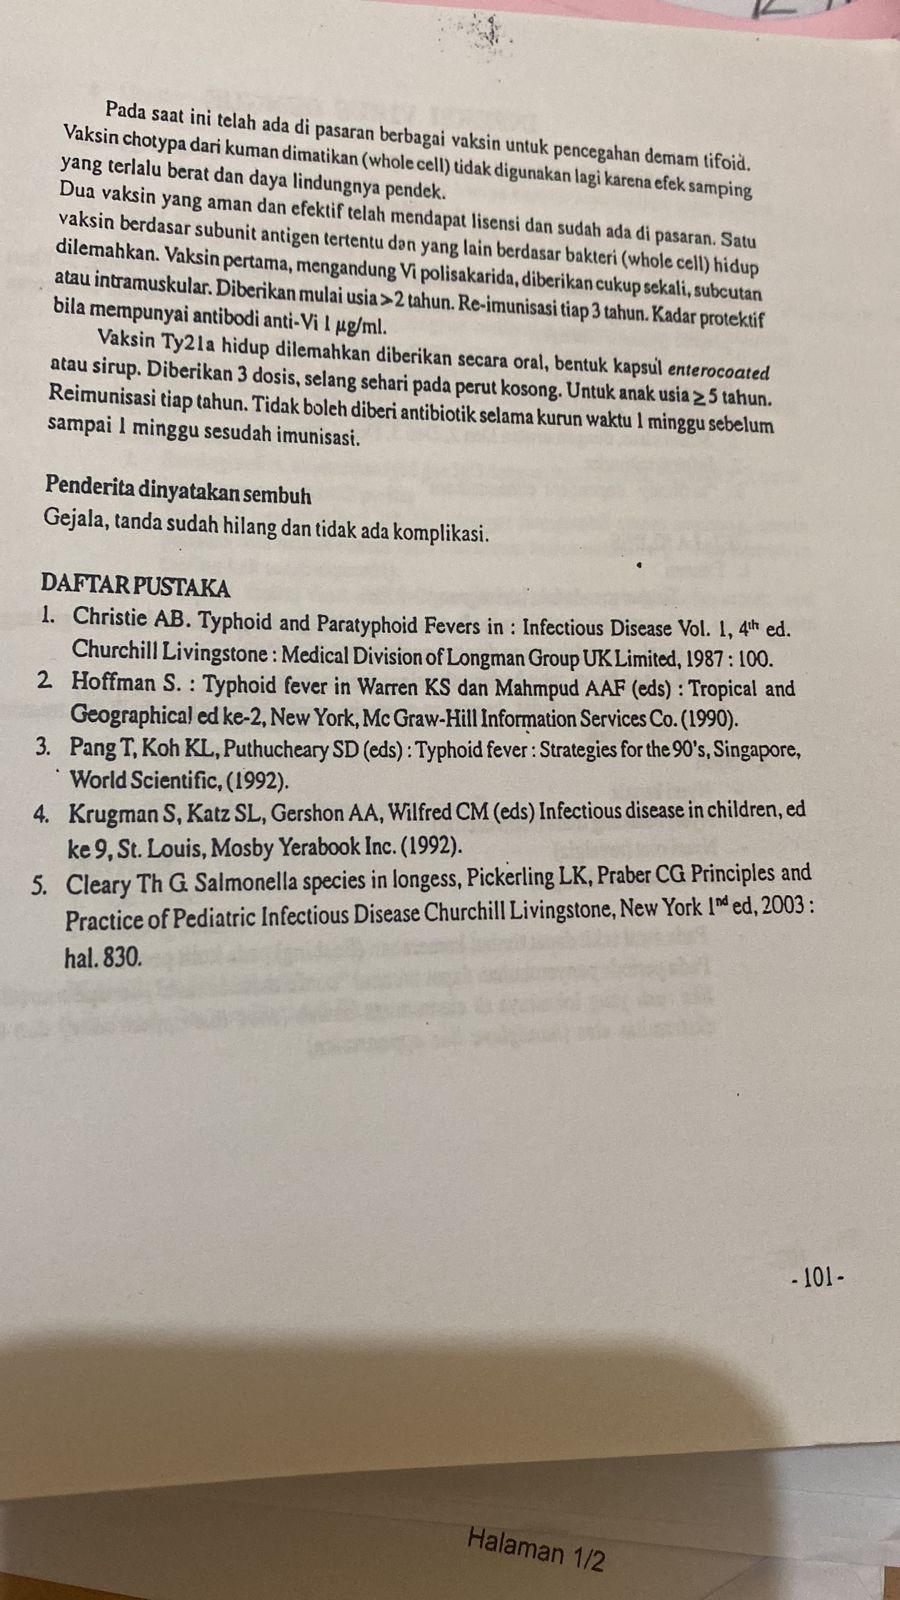 Pada saat ini telah ada di pasaran berbagai vaksin untuk pencegahan demam tifoid.
Vaksin chotypa dari kuman dimatikan (whole cell) tidak digunakan lagi karena efek samping
yang terlalu berat dan daya lindungnya pendek.
Dua vaksin yang aman dan efektif telah mendapat lisensi dan sudah ada di pasaran. Satu
vaksin berdasar subunit antigen tertentu dan yang lain berdasar bakteri (whole cell) hidup
dilemahkan. Vaksin pertama, mengandung Vi polisakarida, diberikan cukup sekali, subcutan
atau intramuskular. Diberikan mulai usia > 2 tahun. Re-imunisasi tiap 3 tahun. Kadar protektif
bila mempunyai antibodi anti-Vi 1 µg/ml.
Vaksin Ty21a hidup dilemahkan diberikan secara oral, bentuk kapsul enterocoated
atau sirup. Diberikan 3 dosis, selang sehari pada perut kosong. Untuk anak usia ≥ 5 tahun.
Reimunisasi tiap tahun. Tidak boleh diberi antibiotik selama kurun waktu 1 minggu sebelum
sampai 1 minggu sesudah imunisasi.
Penderita dinyatakan sembuh
Gejala, tanda sudah hilang dan tidak ada komplikasi.
DAFTAR PUSTAKA
1. Christie AB. Typhoid and Paratyphoid Fevers in : Infectious Disease Vol. 1, 4th ed.
Churchill Livingstone : Medical Division of Longman Group UK Limited, 1987 : 100.
2. Hoffman S. : Typhoid fever in Warren KS dan Mahmpud AAF (eds) : Tropical and
Geographical ed ke-2, New York, Mc Graw-Hill Information Services Co. (1990).
3. Pang T, Koh KL, Puthucheary SD (eds) : Typhoid fever : Strategies for the 90's, Singapore,
World Scientific, (1992).
4. Krugman S, Katz SL, Gershon AA, Wilfred CM (eds) Infectious disease in children, ed
ke 9, St. Louis, Mosby Yerabook Inc. (1992).
5. Cleary Th G. Salmonella species in longess, Pickerling LK, Praber CG. Principles and
Practice of Pediatric Infectious Disease Churchill Livingstone, New York 1nd ed, 2003 :
hal. 830.
- 101 -
Halaman 1/2